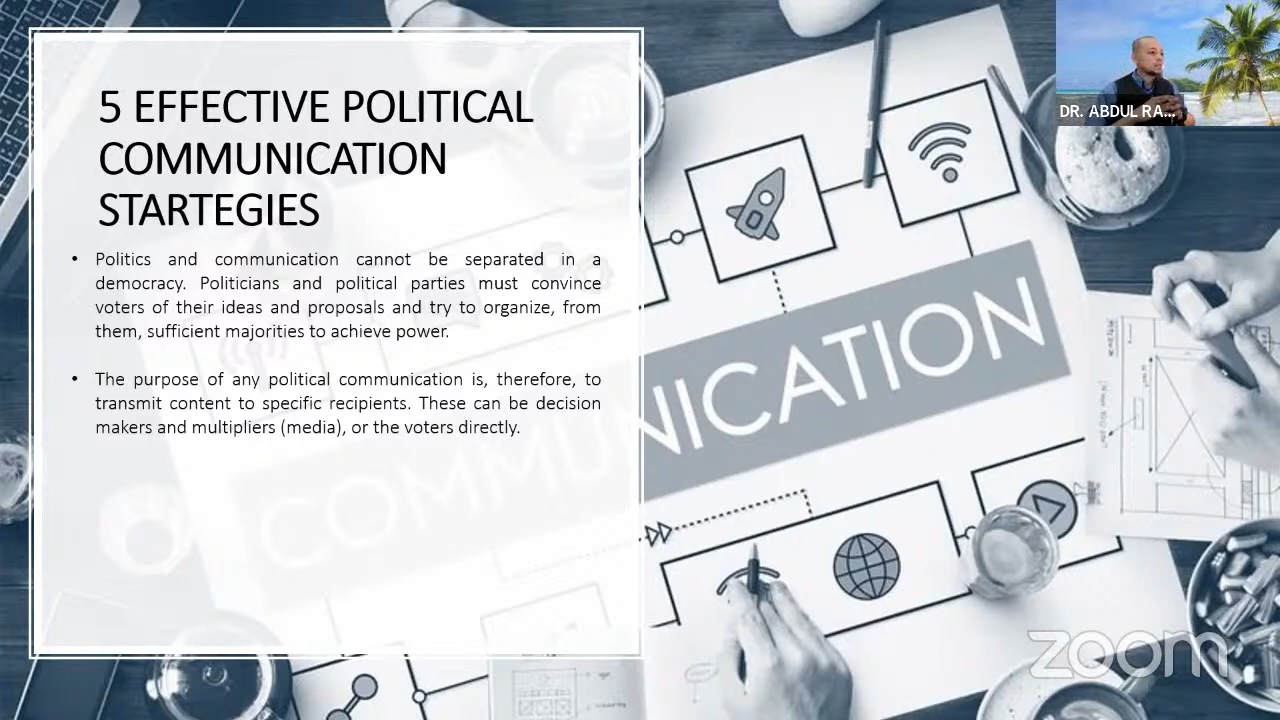 5 EFFECTIVE POLITICAL
COMMUNICATION
STARTEGIES
• Politics and communication cannot be separated in a
democracy. Politicians and political parties must convince
voters of their ideas and proposals and try to organize, from
them, sufficient majorities to achieve power.
• The purpose of any political communication is, therefore, to
transmit content to specific recipients. These can be decision
makers and multipliers (media), or the voters directly.
COMMUNICATION
DR. ABDUL RA...
zoom